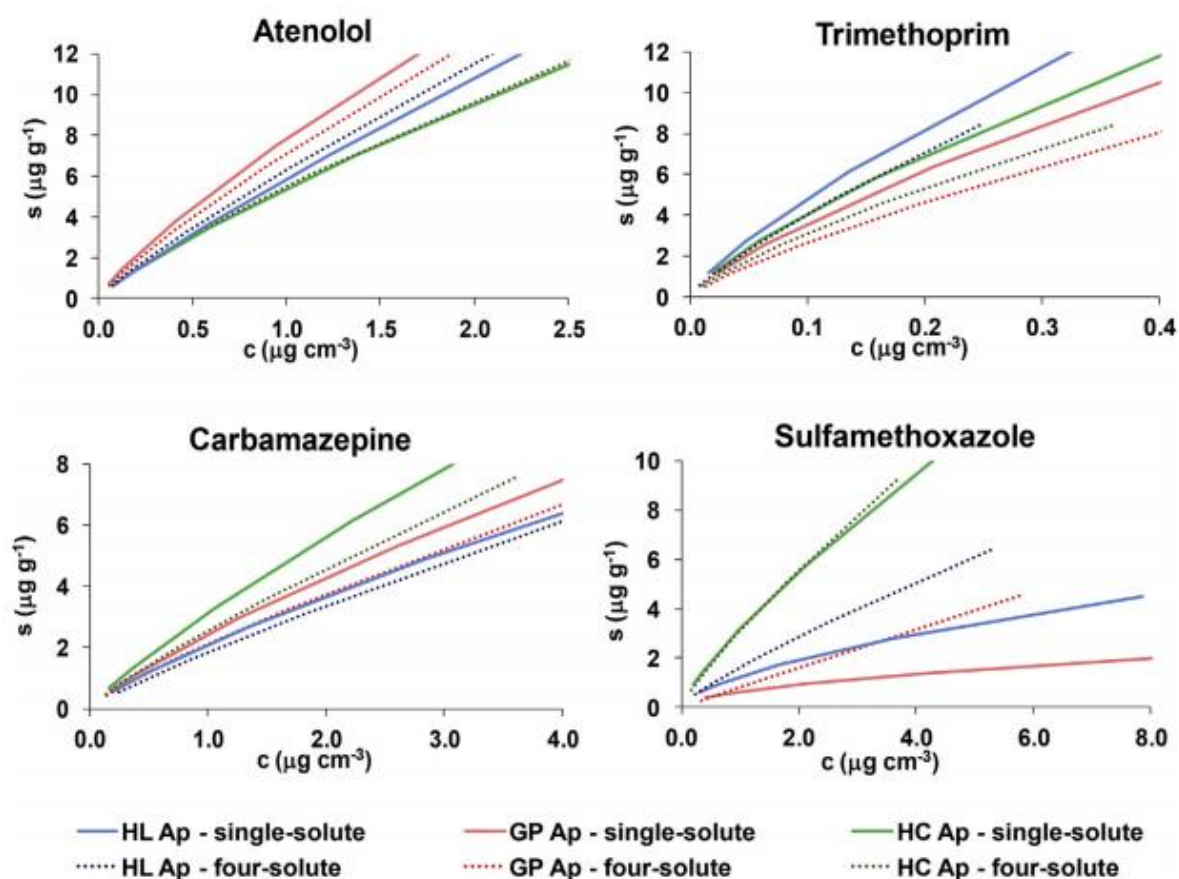 Atenolol
12
10
8
6
4
2
0
s (μg g⁻¹)
0.0 0.5 1.0 1.5 2.0 2.5
c (μg cm⁻³)
Trimethoprim
12
10
8
6
4
2
0
s (μg g⁻¹)
0.0 0.1 0.2 0.3 0.4
c (μg cm⁻³)
Carbamazepine
8
6
4
2
0
s (μg g⁻¹)
0.0 1.0 2.0 3.0 4.0
c (μg cm⁻³)
Sulfamethoxazole
10
8
6
4
2
0
s (μg g⁻¹)
0.0 2.0 4.0 6.0 8.0
c (μg cm⁻³)
HL Ap - single-solute GP Ap - single-solute HC Ap - single-solute
HL Ap - four-solute GP Ap - four-solute HC Ap - four-solute